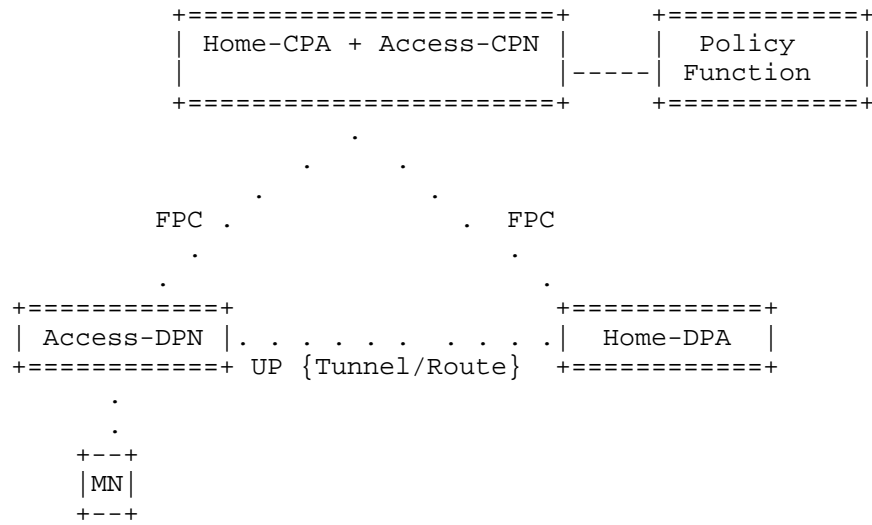 +=======================+ +============+
| Home-CPA + Access-CPN | | Policy |
| |-----| Function |
+=======================+ +============+
.
. .
. .
FPC . . FPC
. .
. .
+============+ +============+
| Access-DPN |. . . . . . . . . .| Home-DPA |
+============+ UP {Tunnel/Route} +============+
.
.
+--+
|MN|
+--+